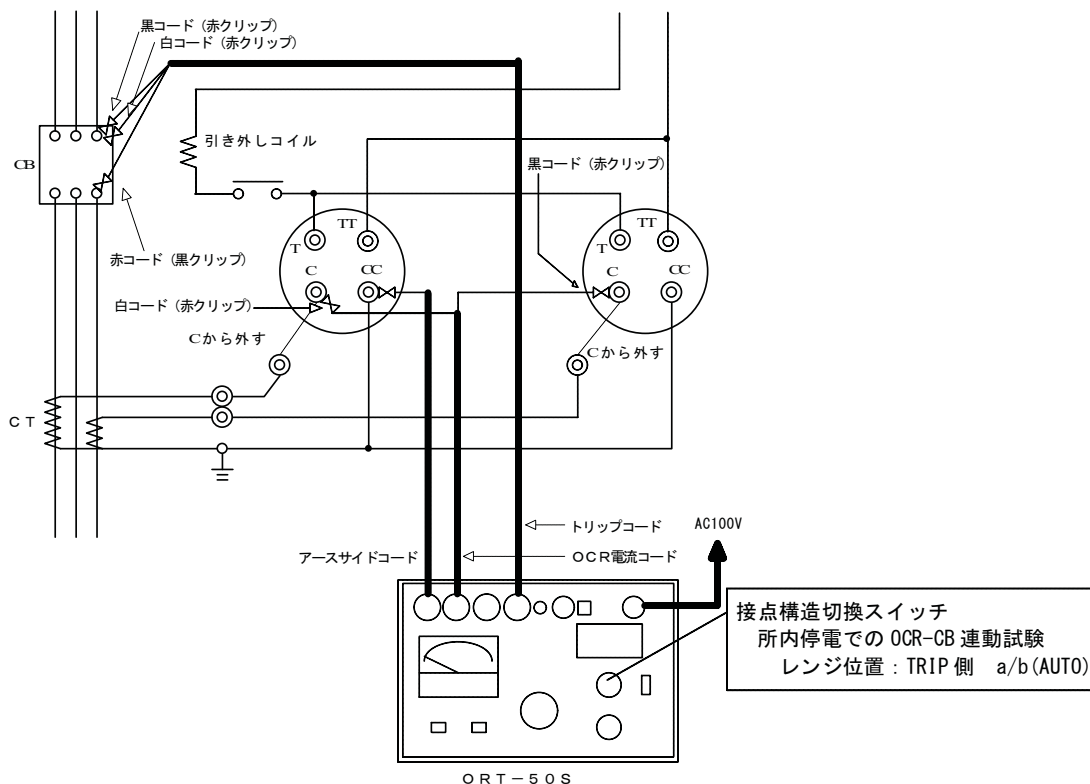 黒コード（赤クリップ）
白コード（赤クリップ）
引き外しコイル
CB
黒コード（赤クリップ）
TT
T
C
CC
TT
T
C
CC
赤コード（黒クリップ）
白コード（赤クリップ）
Cから外す
Cから外す
ＣＴ
トリップコード
AC100V
アースサイドコード
ＯＣＲ電流コード
接点構造切換スイッチ
所内停電での OCR-CB 連動試験
レンジ位置：TRIP 側　a/b(AUTO)
ＯＲＴ－５０Ｓ